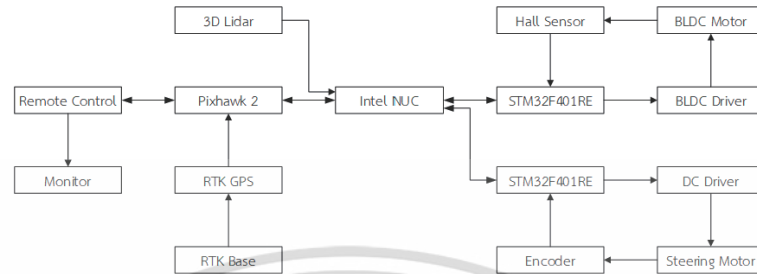 3D Lidar
Hall Sensor
BLDC Motor
Remote Control
Pixhawk 2
Intel NUC
STM32F401RE
BLDC Driver
Monitor
RTK GPS
STM32F401RE
DC Driver
RTK Base
Encoder
Steering Motor